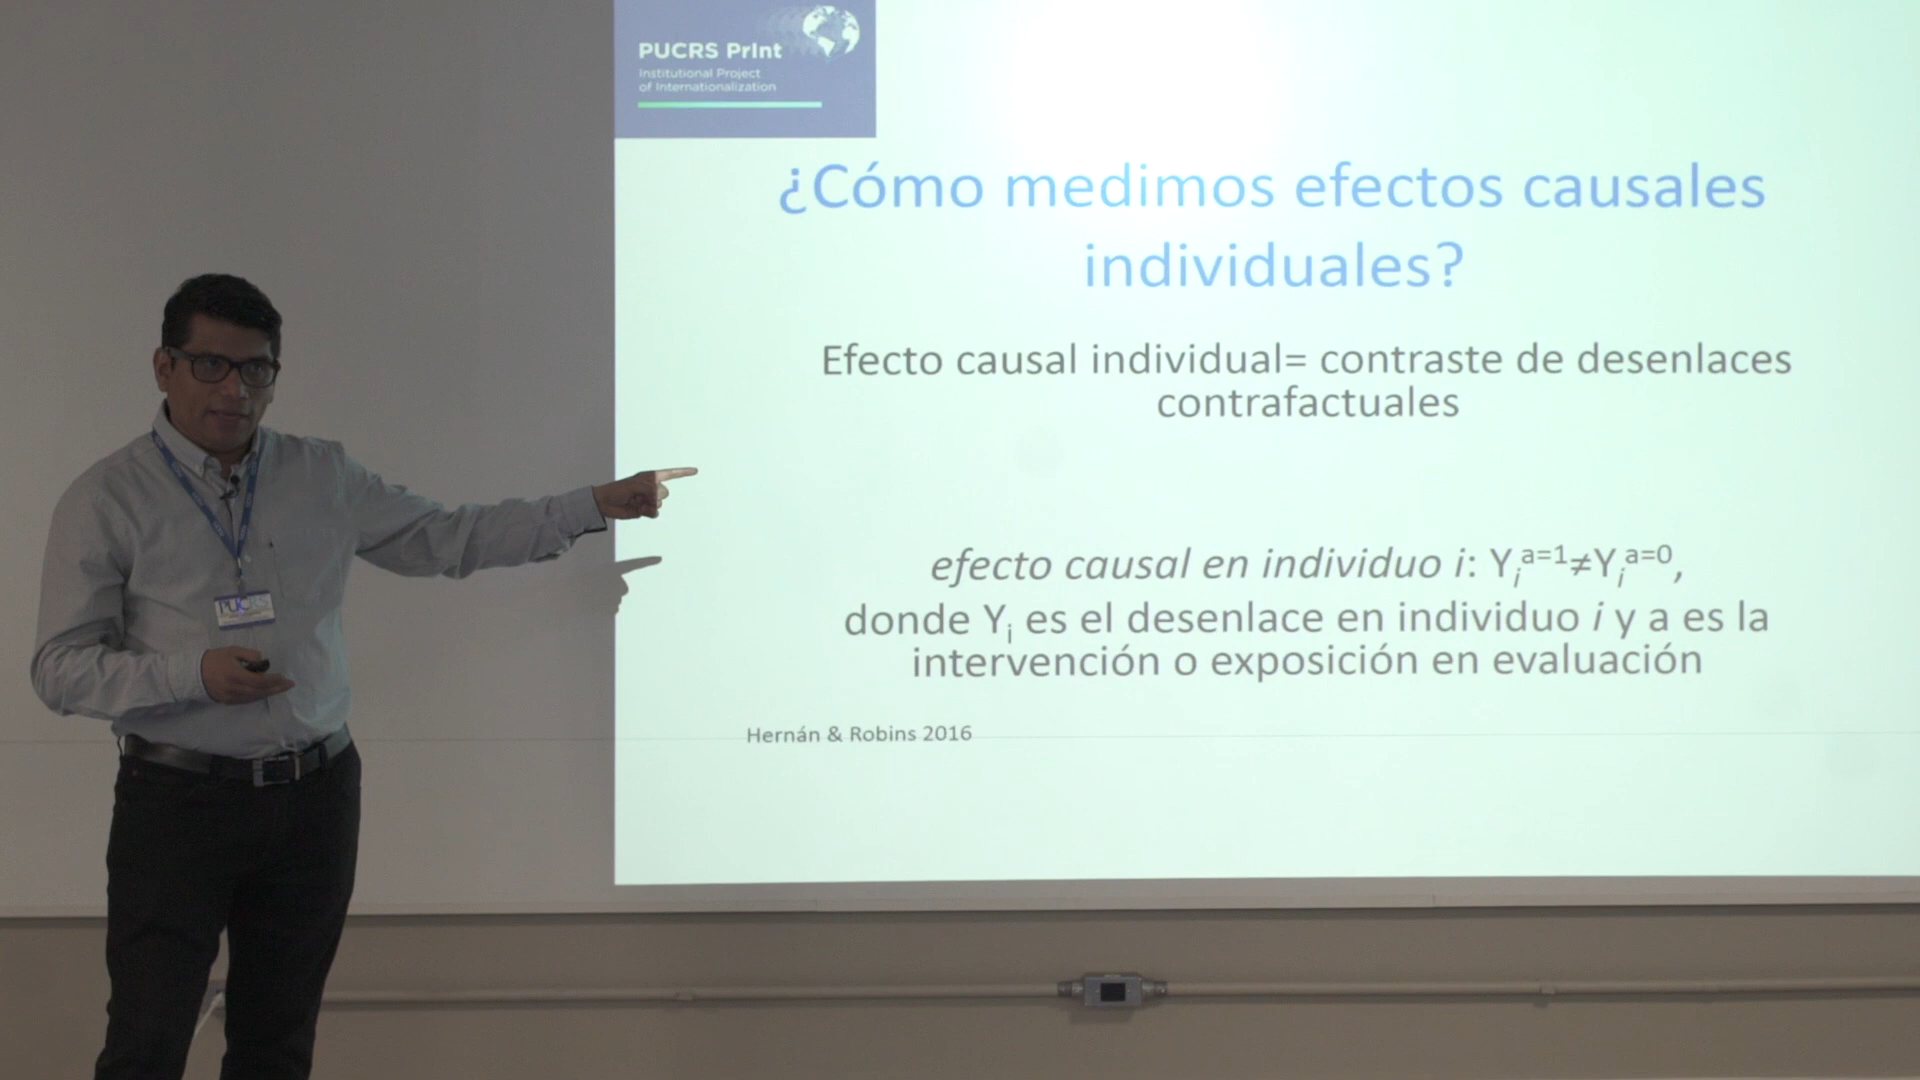 PUCRS PrInt
Institutional Project
of Internationalization
¿Cómo medimos efectos causales
individuales?
Efecto causal individual= contraste de desenlaces
contrafactuales
efecto causal en individuo i: Yᵢᵃ⁼¹≠Yᵢᵃ⁼⁰,
donde Yᵢ es el desenlace en individuo i y a es la
intervención o exposición en evaluación
Hernán & Robins 2016
PUCRS